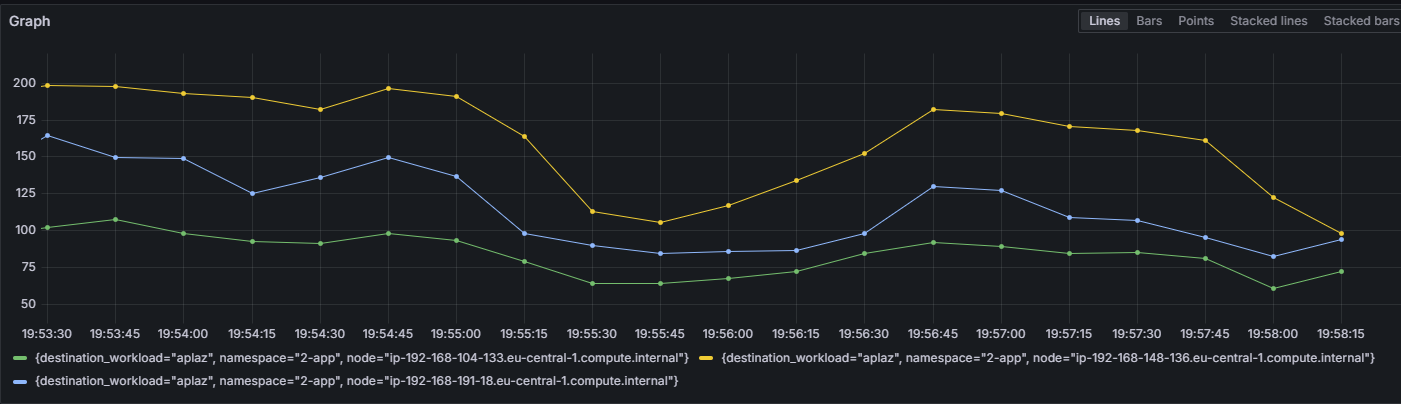 Graph
Lines Bars Points Stacked lines Stacked bars
200
175
150
125
100
75
50
19:53:30 19:53:45 19:54:00 19:54:15 19:54:30 19:54:45 19:55:00 19:55:15 19:55:30 19:55:45 19:56:00 19:56:15 19:56:30 19:56:45 19:57:00 19:57:15 19:57:30 19:57:45 19:58:00 19:58:15
{destination_workload="aplaz", namespace="2-app", node="ip-192-168-104-133.eu-central-1.compute.internal"} {destination_workload="aplaz", namespace="2-app", node="ip-192-168-148-136.eu-central-1.compute.internal"}
{destination_workload="aplaz", namespace="2-app", node="ip-192-168-191-18.eu-central-1.compute.internal"}